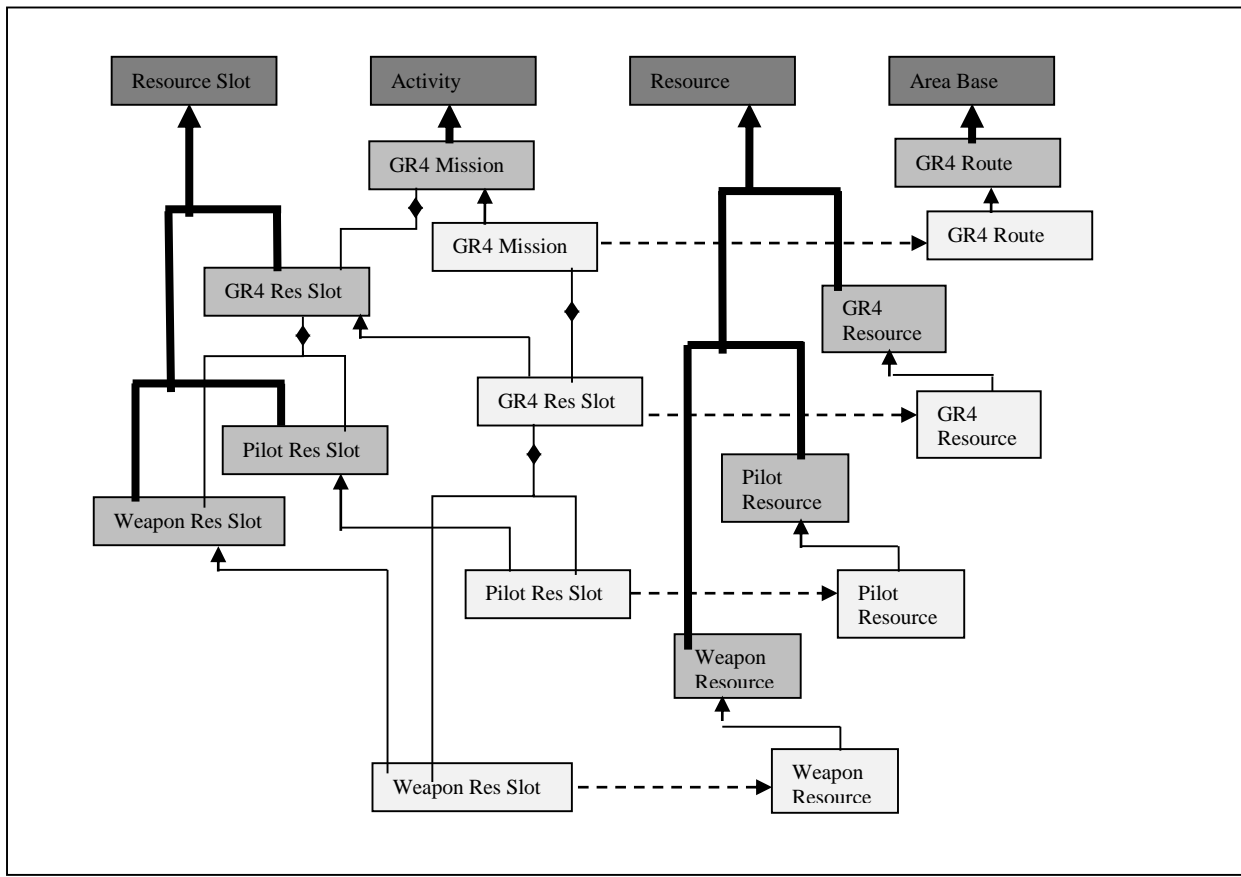 Resource Slot
Activity
Resource
Area Base
GR4 Mission
GR4 Route
GR4 Mission
GR4 Route
GR4 Res Slot
GR4
Resource
GR4 Res Slot
GR4
Resource
Pilot Res Slot
Pilot
Resource
Weapon Res Slot
Pilot Res Slot
Pilot
Resource
Weapon
Resource
Weapon Res Slot
Weapon
Resource